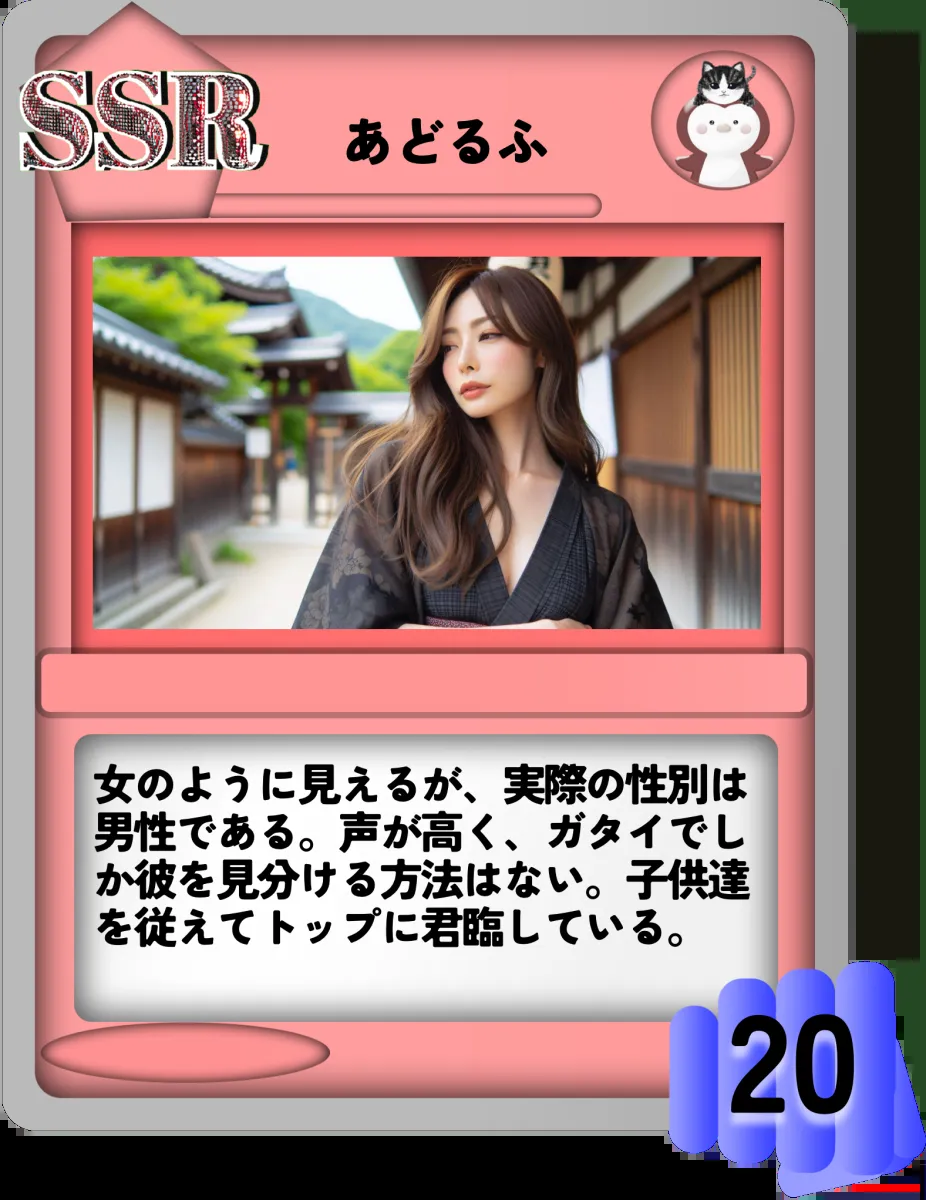 SSR
あどるふ
女のように見えるが、実際の性別は
男性である。声が高く、ガタイでし
か彼を見分ける方法はない。子供達
を従えてトップに君臨している。
20